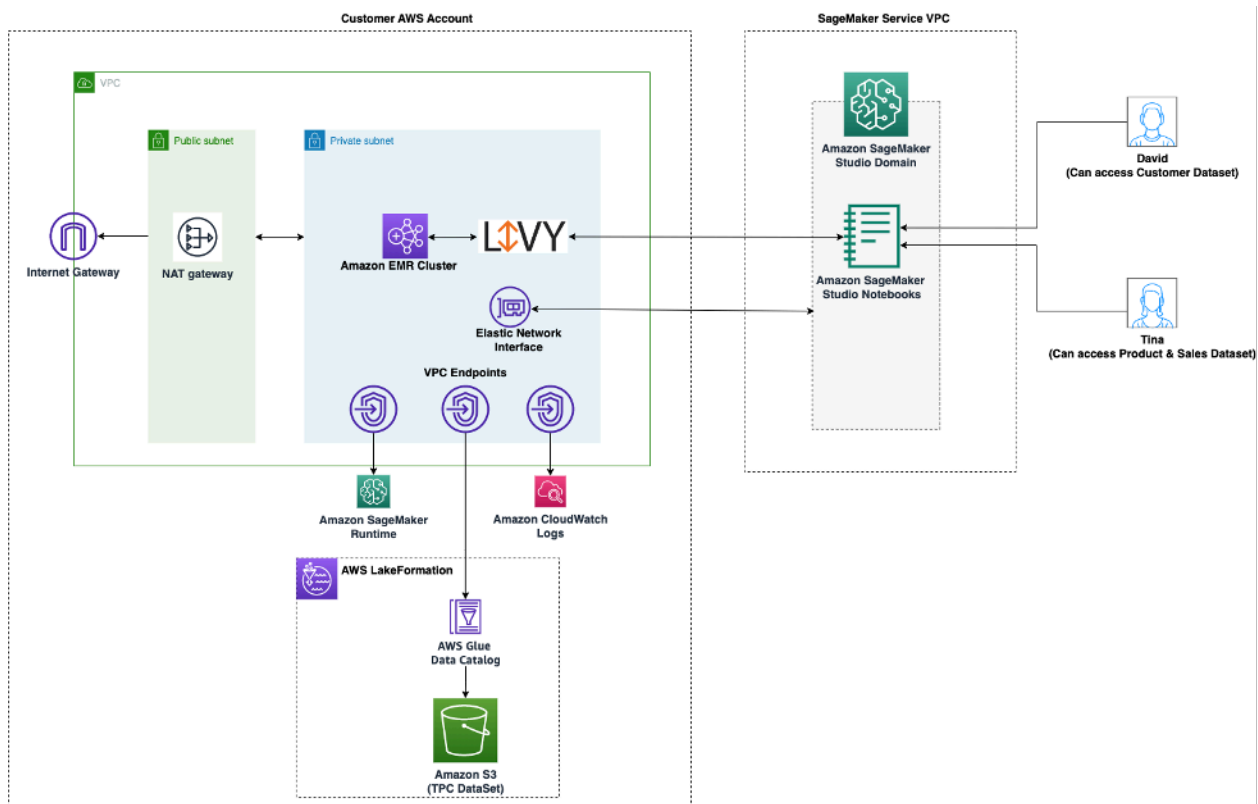 Customer AWS Account
SageMaker Service VPC
VPC
Public subnet
Private subnet
Amazon SageMaker
Studio Domain
David
(Can access Customer Dataset)
LIVY
Internet Gateway
NAT gateway
Amazon EMR Cluster
Amazon SageMaker
Studio Notebooks
Elastic Network
Interface
Tina
(Can access Product & Sales Dataset)
VPC Endpoints
Amazon SageMaker
Runtime
Amazon CloudWatch
Logs
AWS LakeFormation
AWS Glue
Data Catalog
Amazon S3
(TPC DataSet)